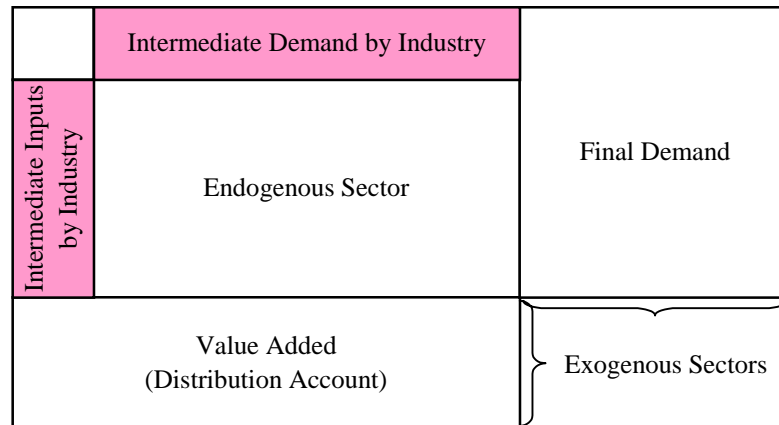 Intermediate Demand by Industry
Intermediate Inputs
by Industry
Endogenous Sector
Final Demand
Value Added
(Distribution Account)
Exogenous Sectors